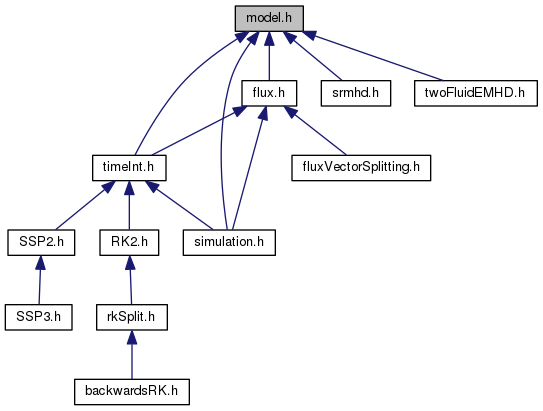 model.h
flux.h
srmhd.h
twoFluidEMHD.h
timeInt.h
fluxVectorSplitting.h
SSP2.h
RK2.h
simulation.h
SSP3.h
rkSplit.h
backwardsRK.h